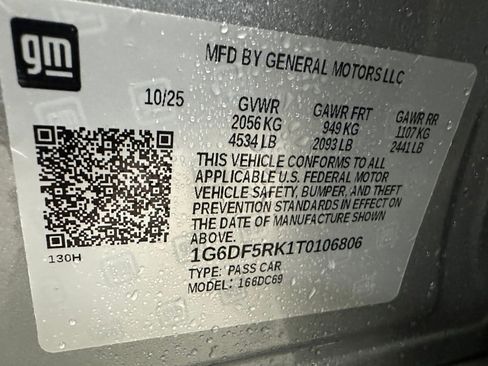 gm
MFD BY GENERAL MOTORS LLC
10/25 GVWR GAWR FRT GAWR RR
2056 KG 949 KG 1107 KG
4534 LB 2093 LB 2441 LB
THIS VEHICLE CONFORMS TO ALL
APPLICABLE U.S. FEDERAL MOTOR
VEHICLE SAFETY, BUMPER, AND THEFT
PREVENTION STANDARDS IN EFFECT ON
THE DATE OF MANUFACTURE SHOWN
ABOVE.
130H 1G6DF5RK1T0106806
TYPE: PASS CAR
MODEL: 166DC69